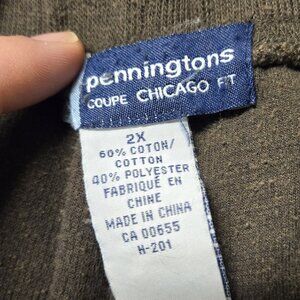 penningtons
COUPE CHICAGO FIT
2X
60% COTON/
COTTON
40% POLYESTER
FABRIQUÉ EN
CHINE
MADE IN CHINA
CA 00655
H-201